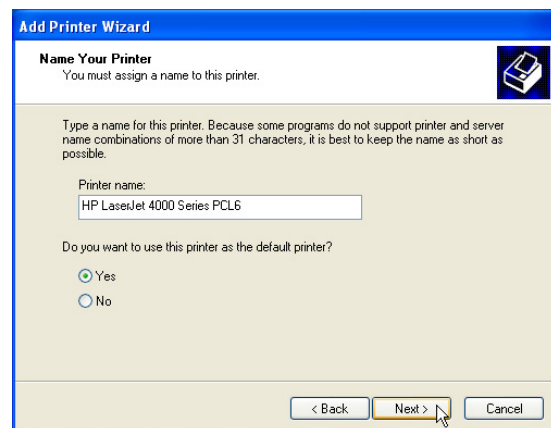 Add Printer Wizard
Name Your Printer
You must assign a name to this printer.
Type a name for this printer. Because some programs do not support printer and server
name combinations of more than 31 characters, it is best to keep the name as short as
possible.
Printer name:
HP LaserJet 4000 Series PCL6
Do you want to use this printer as the default printer?
Yes
No
< Back
Next >
Cancel